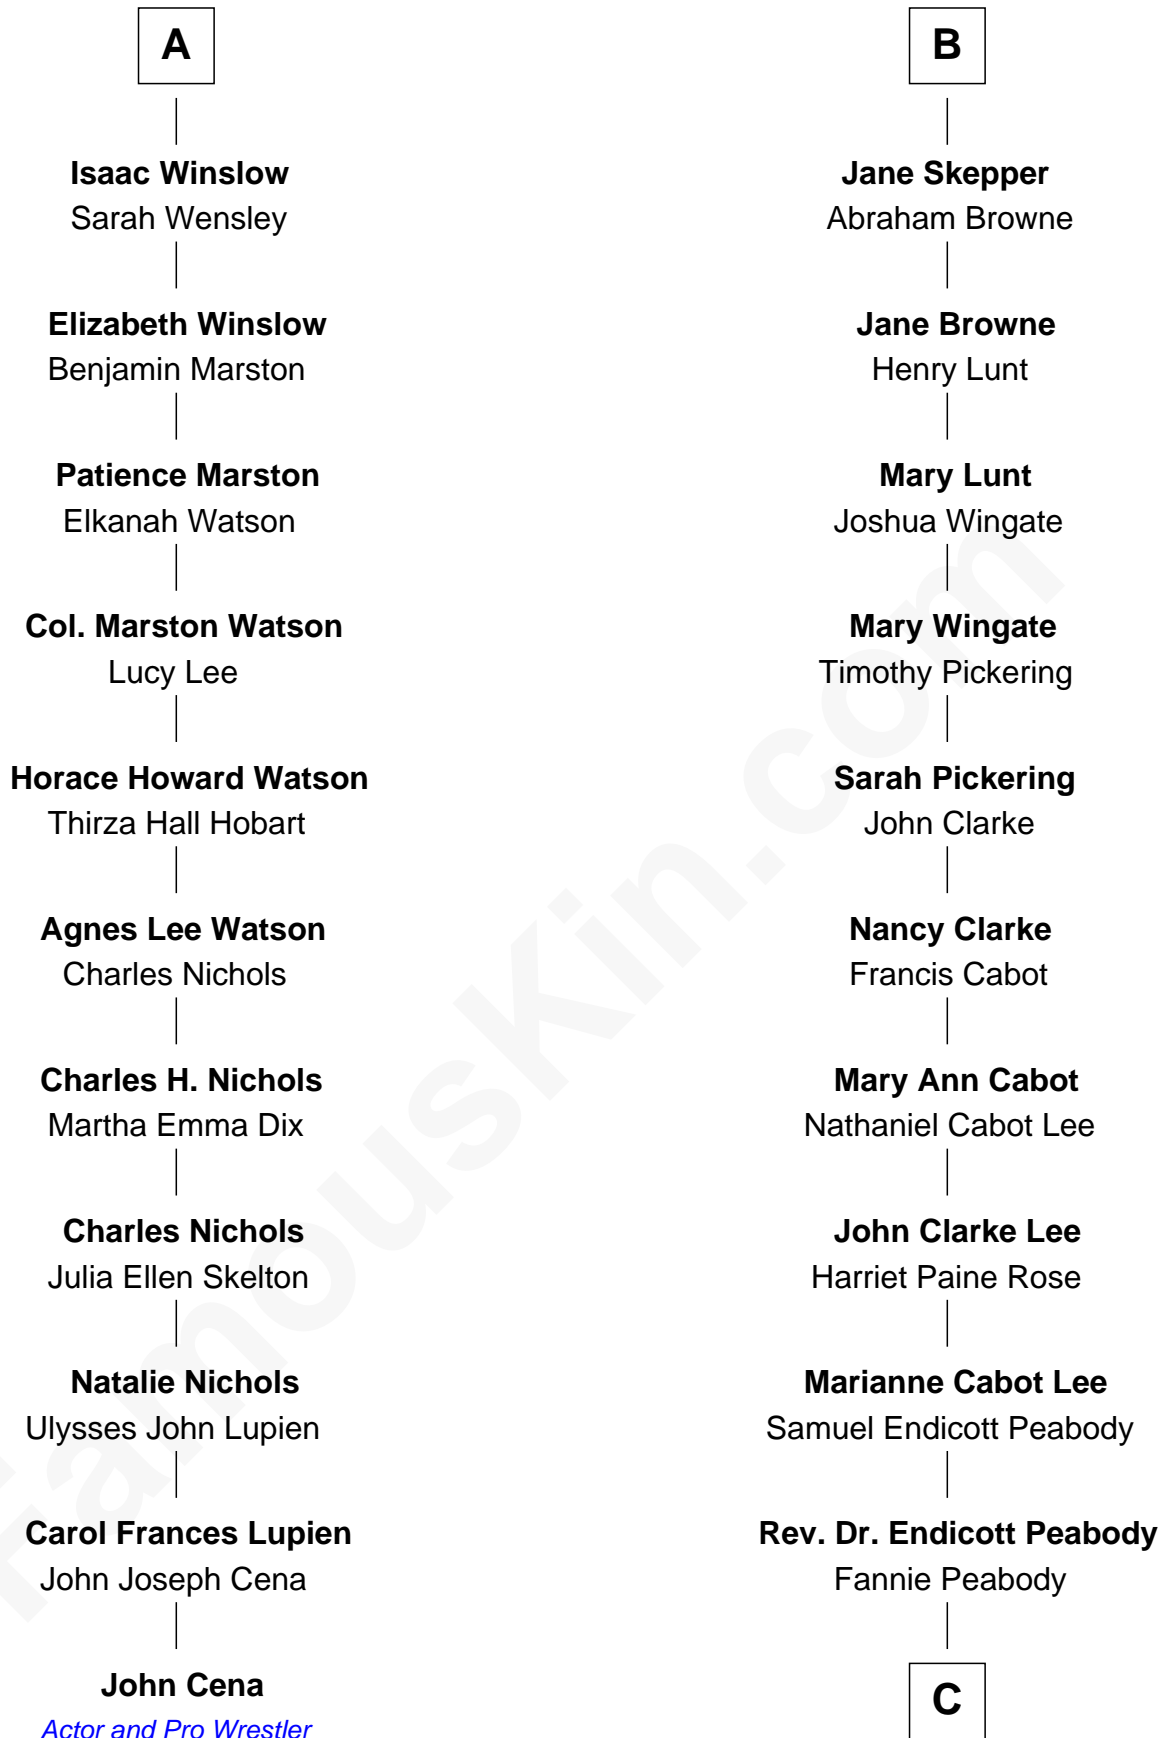 A
Isaac Winslow
Sarah Wensley
Elizabeth Winslow
Benjamin Marston
Patience Marston
Elkanah Watson
Col. Marston Watson
Lucy Lee
Horace Howard Watson
Thirza Hall Hobart
Agnes Lee Watson
Charles Nichols
Charles H. Nichols
Martha Emma Dix
Charles Nichols
Julia Ellen Skelton
Natalie Nichols
Ulysses John Lupien
Carol Frances Lupien
John Joseph Cena
John Cena
Actor and Pro Wrestler
B
Jane Skepper
Abraham Browne
Jane Browne
Henry Lunt
Mary Lunt
Joshua Wingate
Mary Wingate
Timothy Pickering
Sarah Pickering
John Clarke
Nancy Clarke
Francis Cabot
Mary Ann Cabot
Nathaniel Cabot Lee
John Clarke Lee
Harriet Paine Rose
Marianne Cabot Lee
Samuel Endicott Peabody
Rev. Dr. Endicott Peabody
Fannie Peabody
C
FamousKin.com